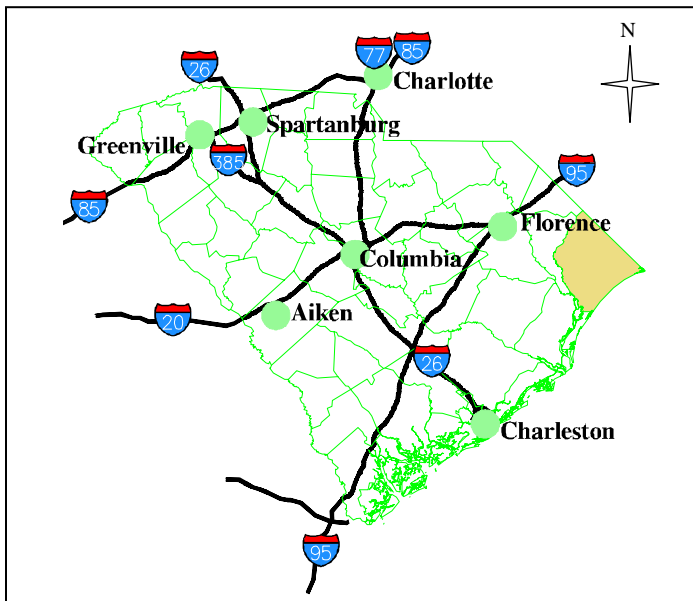 N
77
85
26
Charlotte
Spartanburg
Greenville
385
95
85
Florence
Columbia
Aiken
20
26
Charleston
95